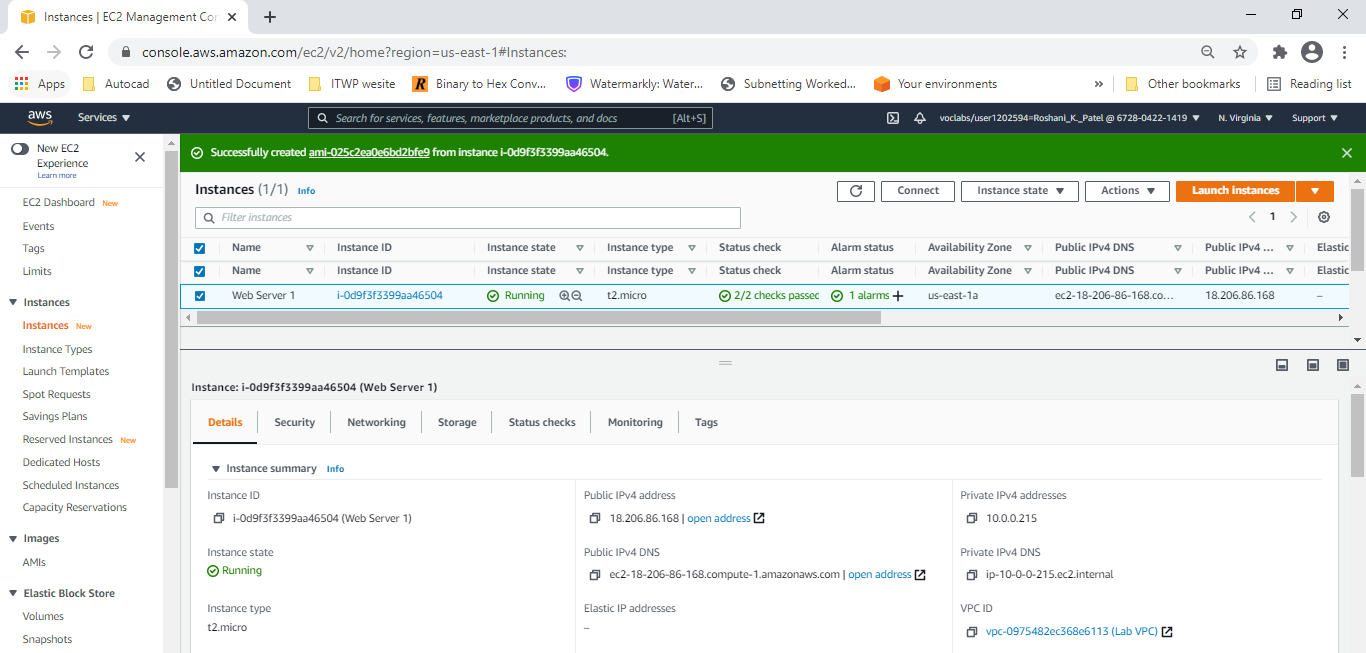 Instances | EC2 Management Con
console.aws.amazon.com/ec2/v2/home?region=us-east-1#Instances:
Apps Autocad Untitled Document ITWP wesite Binary to Hex Conv... Watermarkly: Water... Subnetting Worked... Your environments » Other bookmarks Reading list
aws Services Search for services, features, marketplace products, and docs [Alt+S] voclabs/user1202594=Roshani_K._Patel @ 6728-0422-1419 N. Virginia Support
New EC2
Experience
Learn more
EC2 Dashboard New
Events
Tags
Limits
Instances
Instances New
Instance Types
Launch Templates
Spot Requests
Savings Plans
Reserved Instances New
Dedicated Hosts
Scheduled Instances
Capacity Reservations
Images
AMIs
Elastic Block Store
Volumes
Snapshots
Successfully created ami-025c2ea0e6bd2bfe9 from instance i-0d9f3f3399aa46504.
Instances (1/1) Info Connect Instance state Actions Launch instances
Filter instances 1
Name Instance ID Instance state Instance type Status check Alarm status Availability Zone Public IPv4 DNS Public IPv4 ... Elastic
Name Instance ID Instance state Instance type Status check Alarm status Availability Zone Public IPv4 DNS Public IPv4 ... Elastic
Web Server 1 i-0d9f3f3399aa46504 Running t2.micro 2/2 checks passed 1 alarms + us-east-1a ec2-18-206-86-168.co... 18.206.86.168 –
Instance: i-0d9f3f3399aa46504 (Web Server 1)
Details Security Networking Storage Status checks Monitoring Tags
Instance summary Info
Instance ID Public IPv4 address Private IPv4 addresses
i-0d9f3f3399aa46504 (Web Server 1) 18.206.86.168 | open address 10.0.0.215
Instance state Public IPv4 DNS Private IPv4 DNS
Running ec2-18-206-86-168.compute-1.amazonaws.com | open address ip-10-0-0-215.ec2.internal
Instance type Elastic IP addresses VPC ID
t2.micro – vpc-0975482ec368e6113 (Lab VPC)